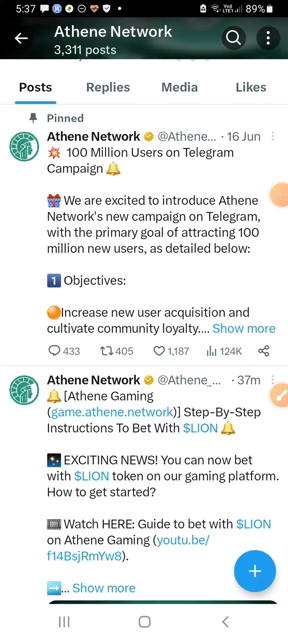 5:37
89%
Athene Network
3,311 posts
Posts Replies Media Likes
Pinned
Athene Network @Athene... · 16 Jun
💥 100 Million Users on Telegram
Campaign 🔔
🎁 We are excited to introduce Athene
Network's new campaign on Telegram,
with the primary goal of attracting 100
million new users, as detailed below:
1️⃣ Objectives:
🟠Increase new user acquisition and
cultivate community loyalty.... Show more
433 405 1,187 124K
Athene Network @Athene_... · 37m
🔔[Athene Gaming
(game.athene.network)] Step-By-Step
Instructions To Bet With $LION 🔔
🎇 EXCITING NEWS! You can now bet
with $LION token on our gaming platform.
How to get started?
📟 Watch HERE: Guide to bet with $LION
on Athene Gaming (youtu.be/
f14BsjRmYw8).
➡️... Show more